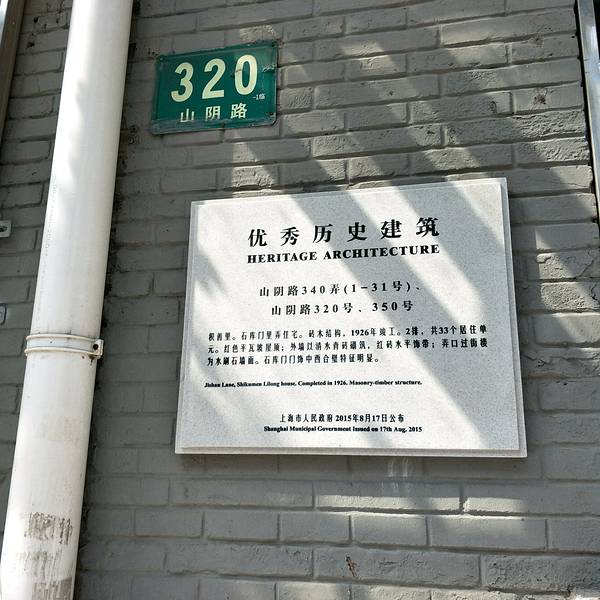 320
-1临
山阴路
优秀历史建筑
HERITAGE ARCHITECTURE
山阴路340弄(1-31号)、
山阴路320号、350号
积善里。石库门里弄住宅。砖木结构，1926年竣工。2排，共33个居住单
元。红色平瓦坡屋顶；外墙以清水青砖砌筑，红砖水平饰带；弄口过街楼
为水刷石墙面。石库门门饰中西合璧特征明显。
Jishan Lane, Shikumen Lilong house. Completed in 1926. Masonry-timber structure.
上海市人民政府 2015年8月17日公布
Shanghai Municipal Government Issued on 17th Aug. 2015